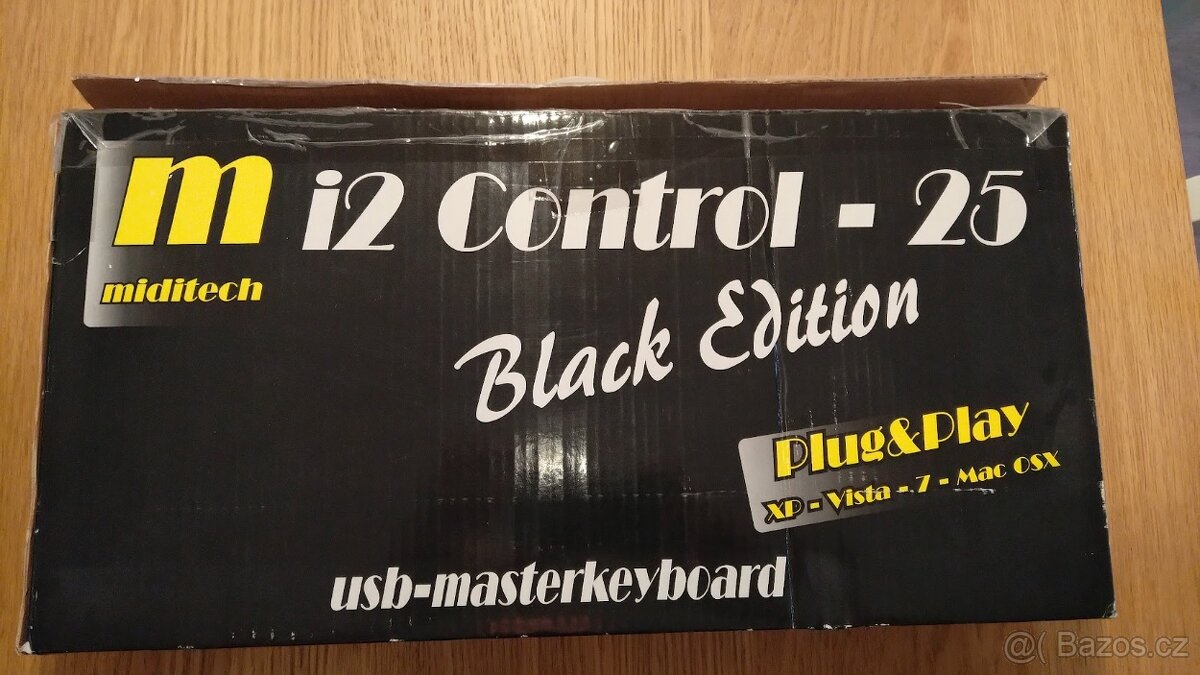 m
miditech
i2 Control - 25
Black Edition
Plug&Play
XP - Vista - 7 - Mac OSX
usb-masterkeyboard
@( Bazos.cz